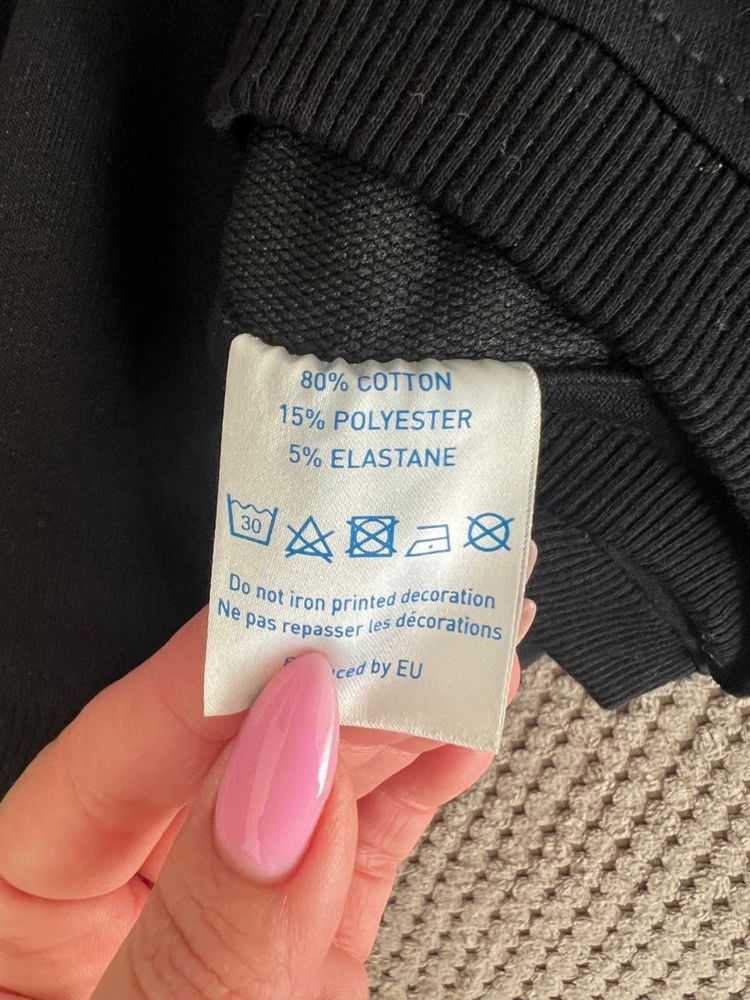 80% COTTON
15% POLYESTER
5% ELASTANE
30
Do not iron printed decoration
Ne pas repasser les décorations
by EU